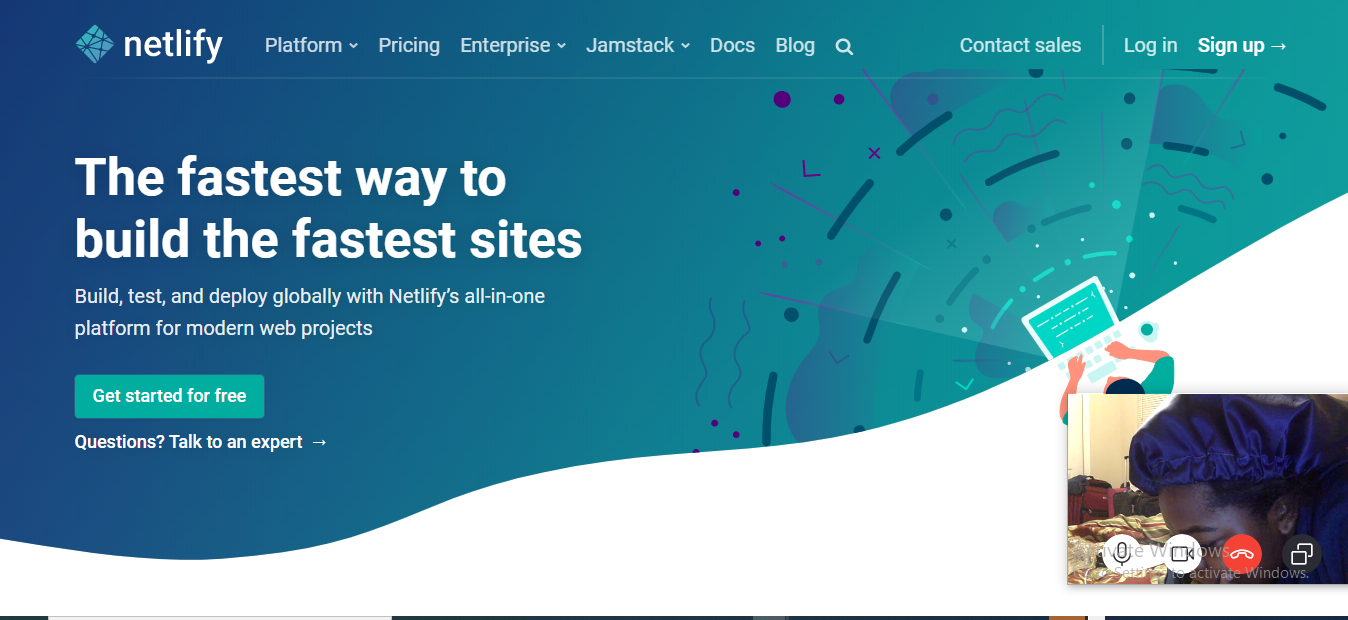 netlify Platform Pricing Enterprise Jamstack Docs Blog Contact sales Log in Sign up →
The fastest way to
build the fastest sites
Build, test, and deploy globally with Netlify’s all-in-one
platform for modern web projects
Get started for free
Questions? Talk to an expert →
Activate Windows
Settings to activate Windows.